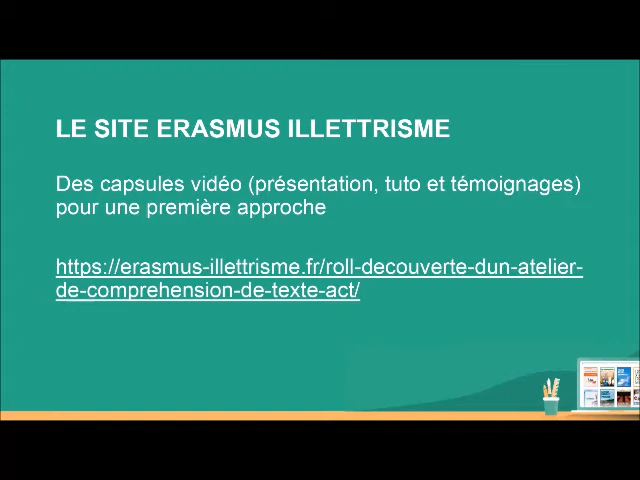 LE SITE ERASMUS ILLETTRISME
Des capsules vidéo (présentation, tuto et témoignages)
pour une première approche
https://erasmus-illettrisme.fr/roll-decouverte-dun-atelier-
de-comprehension-de-texte-act/